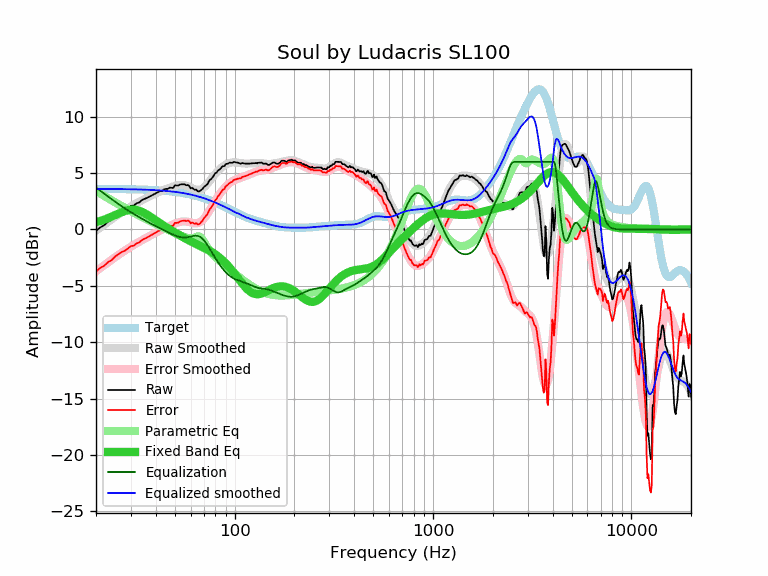 Soul by Ludacris SL100
Amplitude (dBr)
10
5
0
−5
−10
−15
−20
−25
Target
Raw Smoothed
Error Smoothed
Raw
Error
Parametric Eq
Fixed Band Eq
Equalization
Equalized smoothed
100
1000
10000
Frequency (Hz)